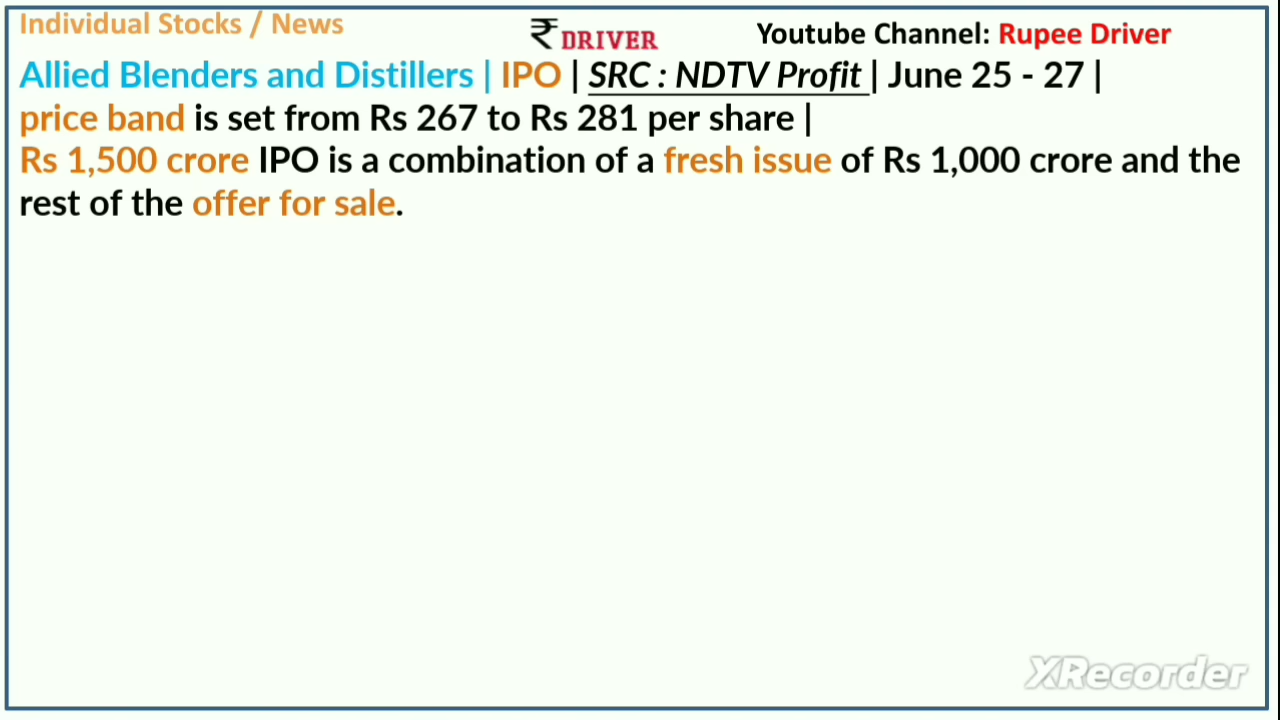 Individual Stocks / News
₹ DRIVER
Youtube Channel: Rupee Driver
Allied Blenders and Distillers | IPO | SRC : NDTV Profit | June 25 - 27 |
price band is set from Rs 267 to Rs 281 per share |
Rs 1,500 crore IPO is a combination of a fresh issue of Rs 1,000 crore and the
rest of the offer for sale.
XRecorder